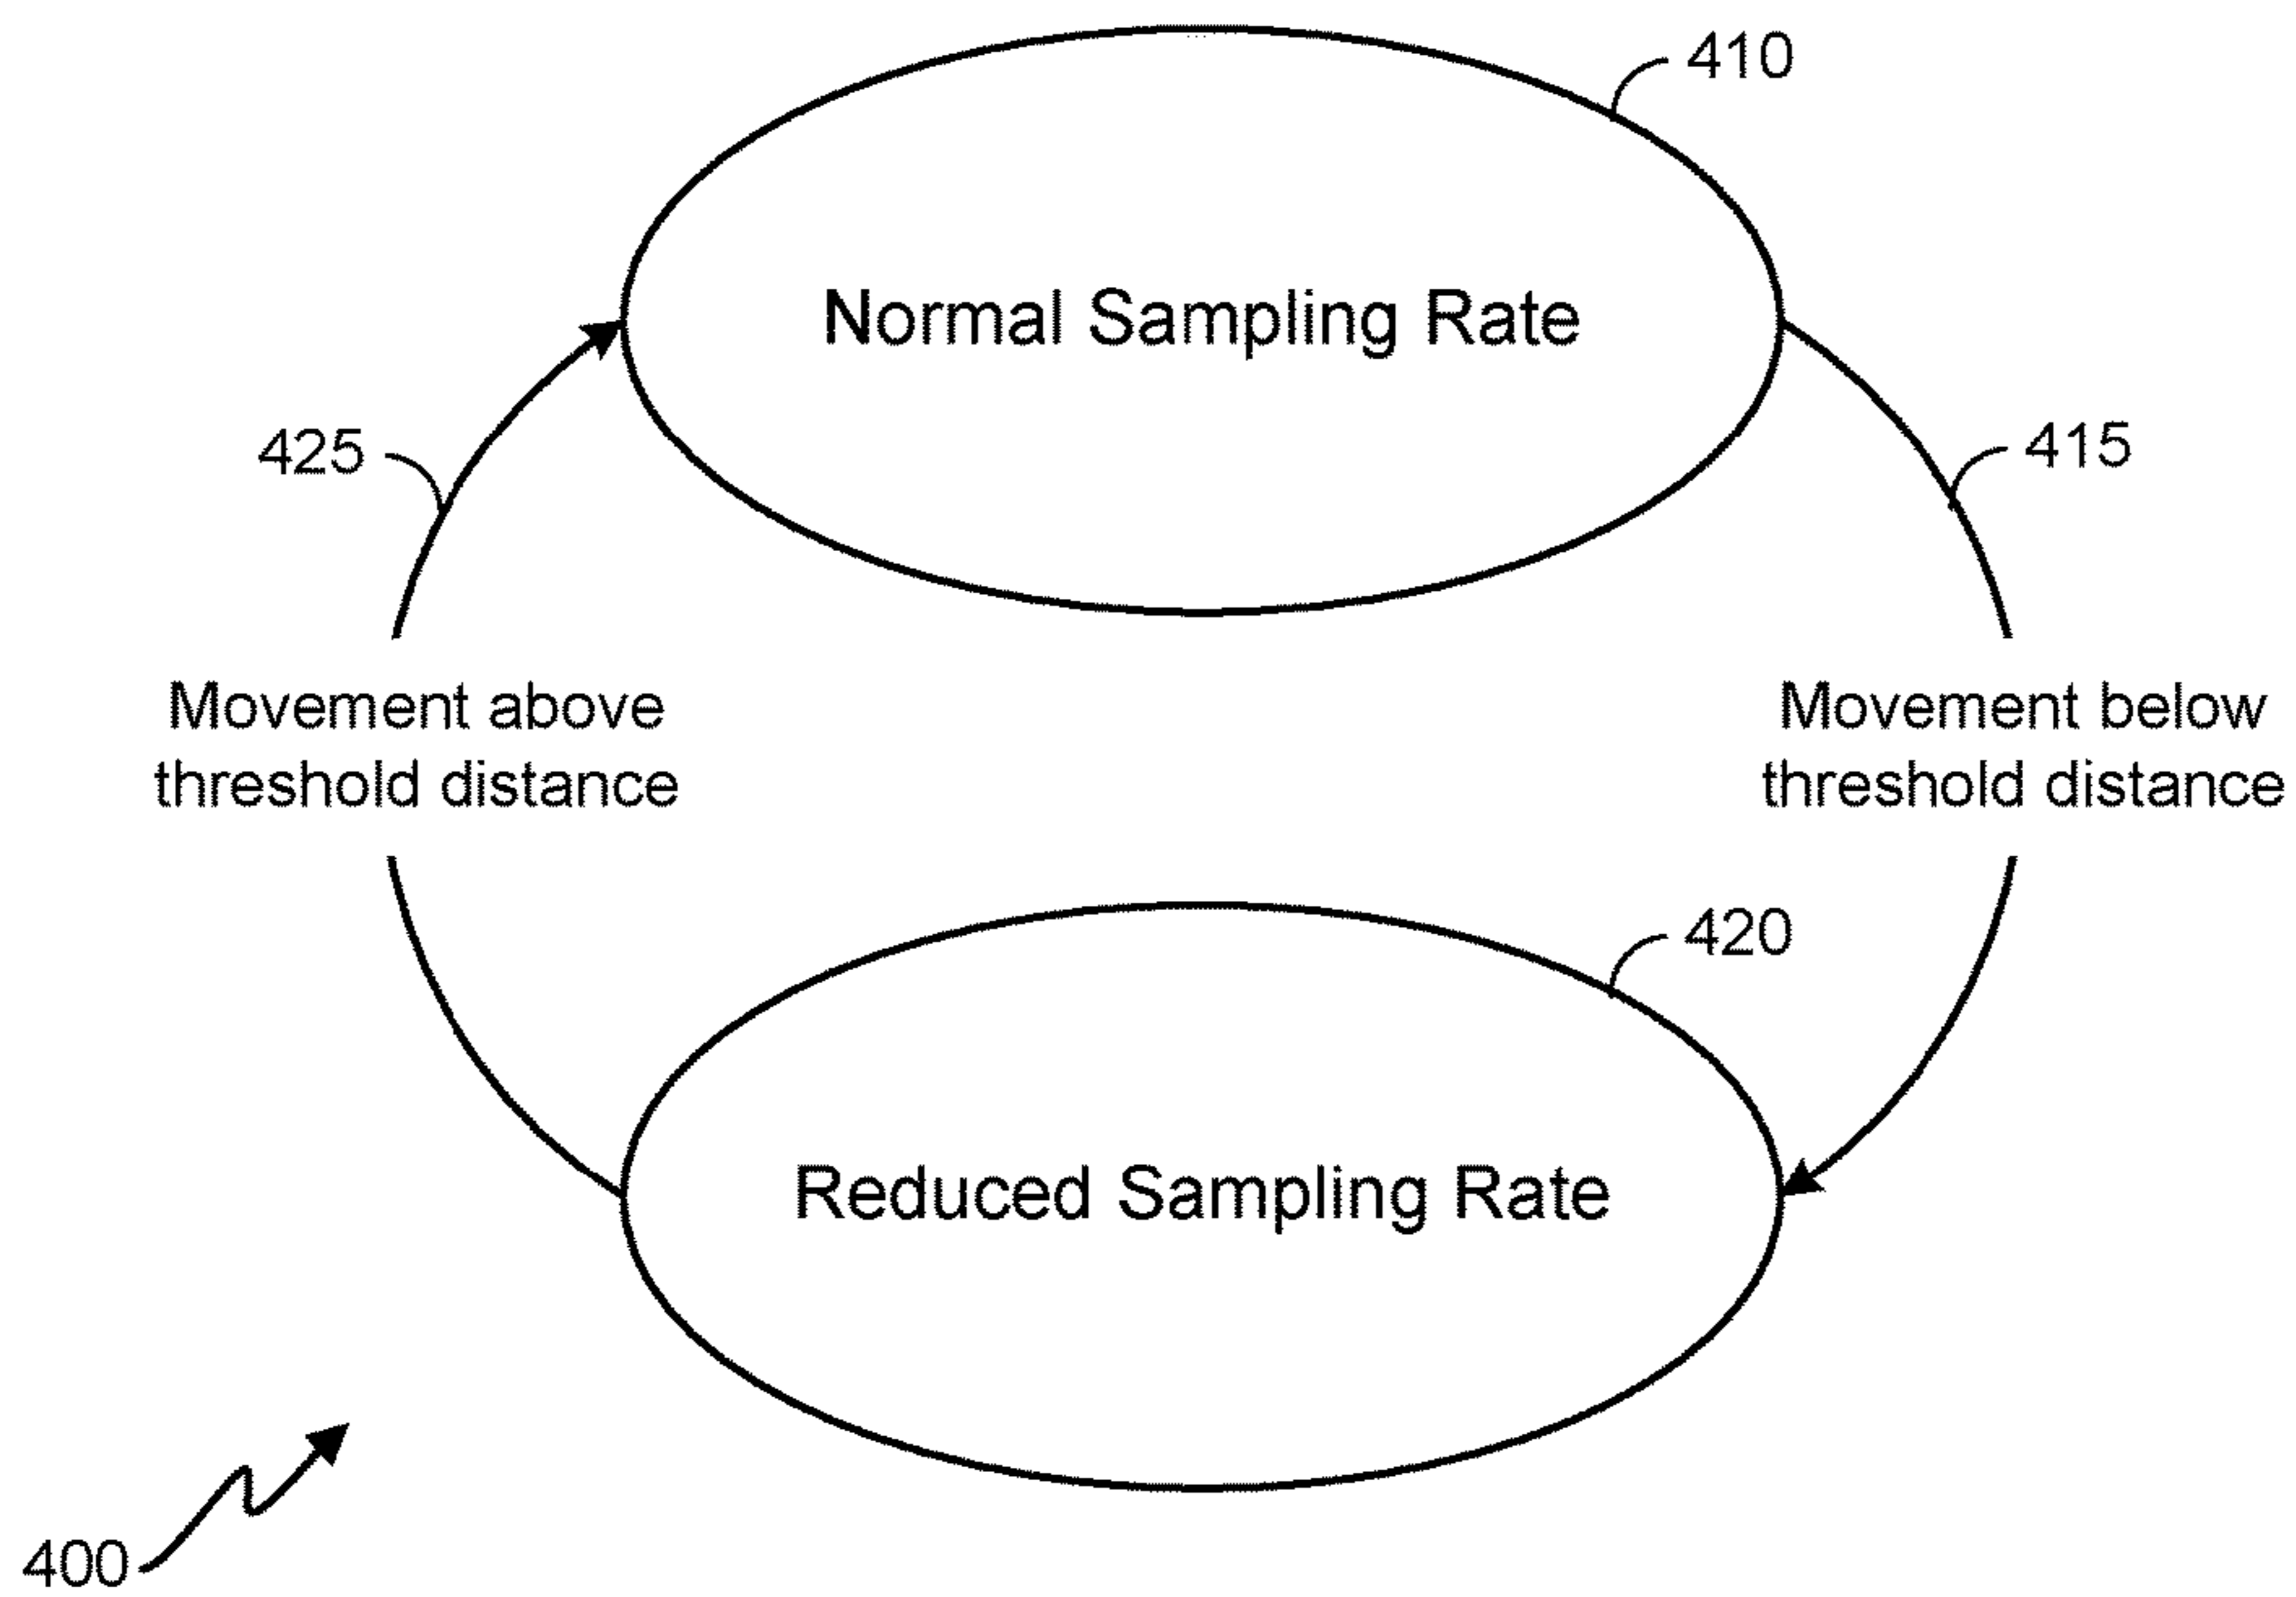 410
Normal Sampling Rate
425
415
Movement above
threshold distance
Movement below
threshold distance
420
Reduced Sampling Rate
400